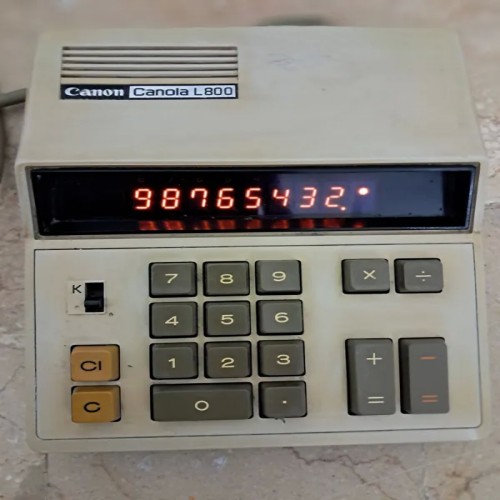 Canon Canola L800
98765432.
K
7 8 9 × ÷
4 5 6
CI 1 2 3 + −
C 0 . = =